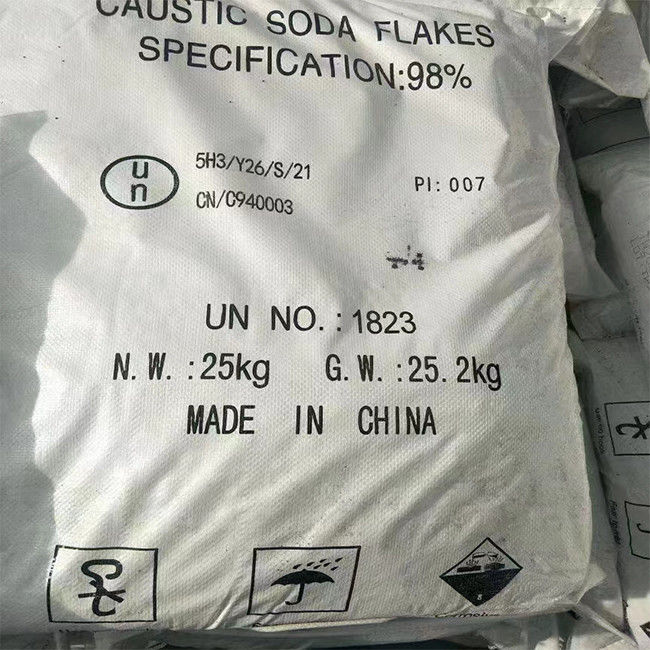 CAUSTIC SODA FLAKES
SPECIFICATION:98%
un
5H3/Y26/S/21
CN/C940003
PI: 007
UN NO.: 1823
N.W.:25kg G.W.:25.2kg
MADE IN CHINA
8